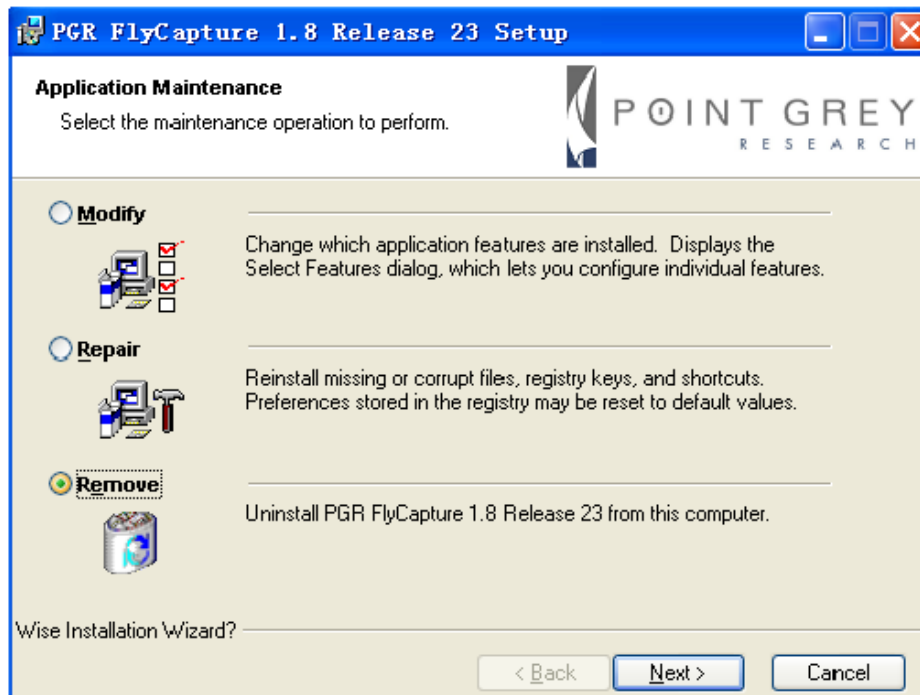 PGR FlyCapture 1.8 Release 23 Setup
Application Maintenance
Select the maintenance operation to perform.
POINT GREY
RESEARCH
Modify
Change which application features are installed. Displays the
Select Features dialog, which lets you configure individual features.
Repair
Reinstall missing or corrupt files, registry keys, and shortcuts.
Preferences stored in the registry may be reset to default values.
Remove
Uninstall PGR FlyCapture 1.8 Release 23 from this computer.
Wise Installation Wizard?
< Back
Next >
Cancel